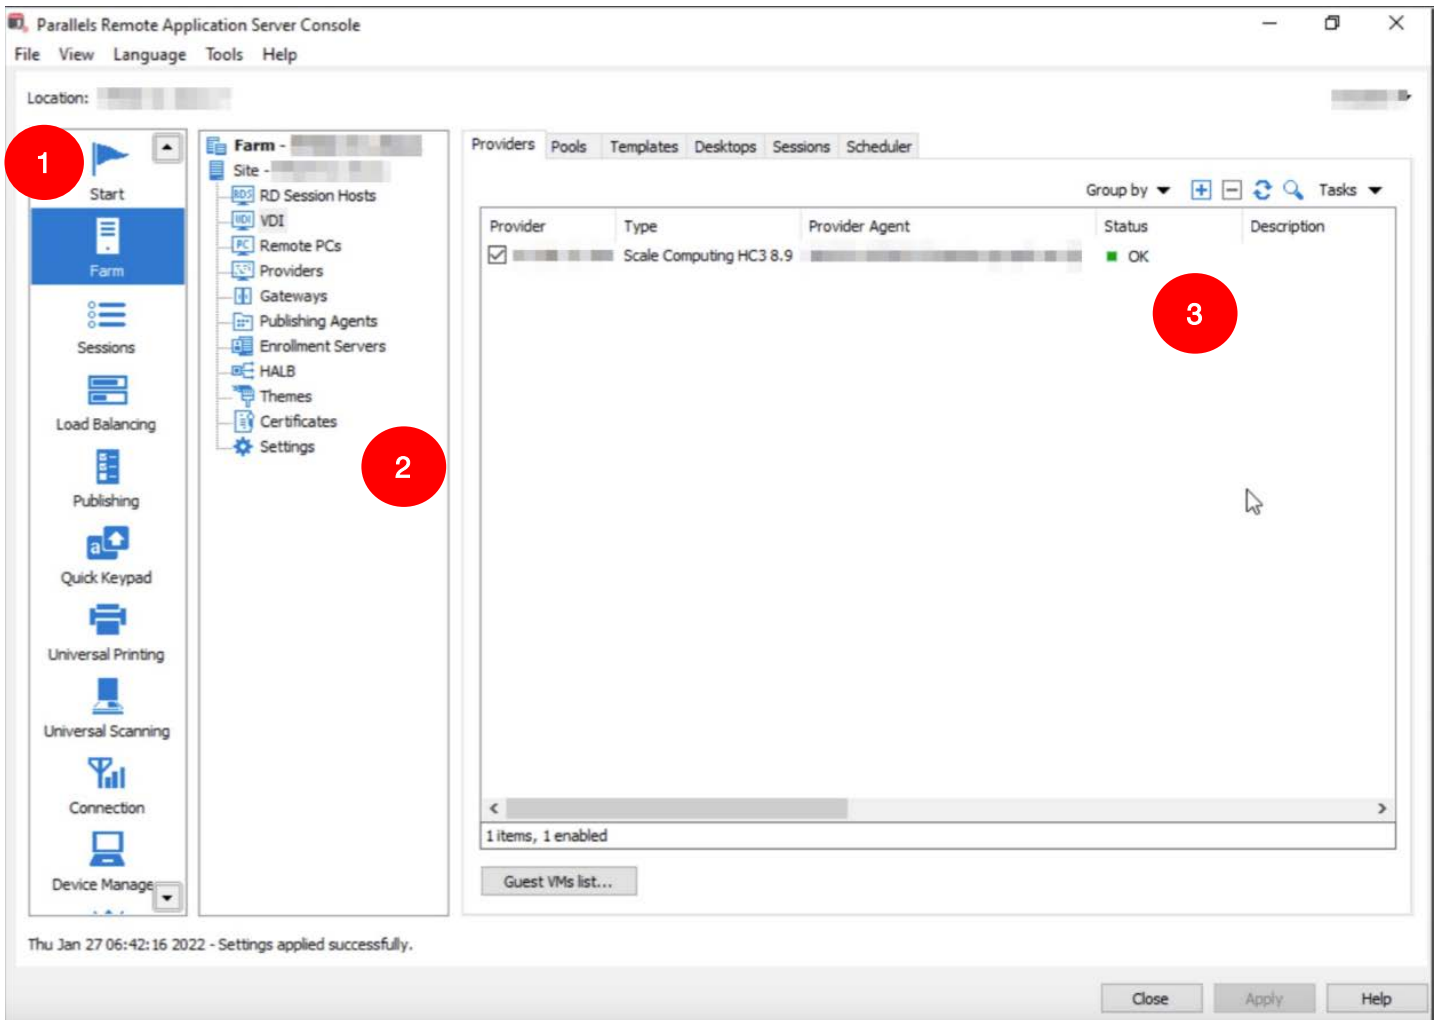 Parallels Remote Application Server Console
File View Language Tools Help
Location:
1
Start
Farm
Sessions
Load Balancing
Publishing
a
Quick Keypad
Universal Printing
Universal Scanning
Connection
Device Manage
Farm -
Site -
RDS RD Session Hosts
VDI VDI
PC Remote PCs
Providers
Gateways
Publishing Agents
Enrollment Servers
HALB
Themes
Certificates
Settings
2
Providers Pools Templates Desktops Sessions Scheduler
Group by Tasks
Provider Type Provider Agent Status Description
Scale Computing HC3 8.9 OK
3
1 items, 1 enabled
Guest VMs list...
Thu Jan 27 06:42:16 2022 - Settings applied successfully.
Close Apply Help